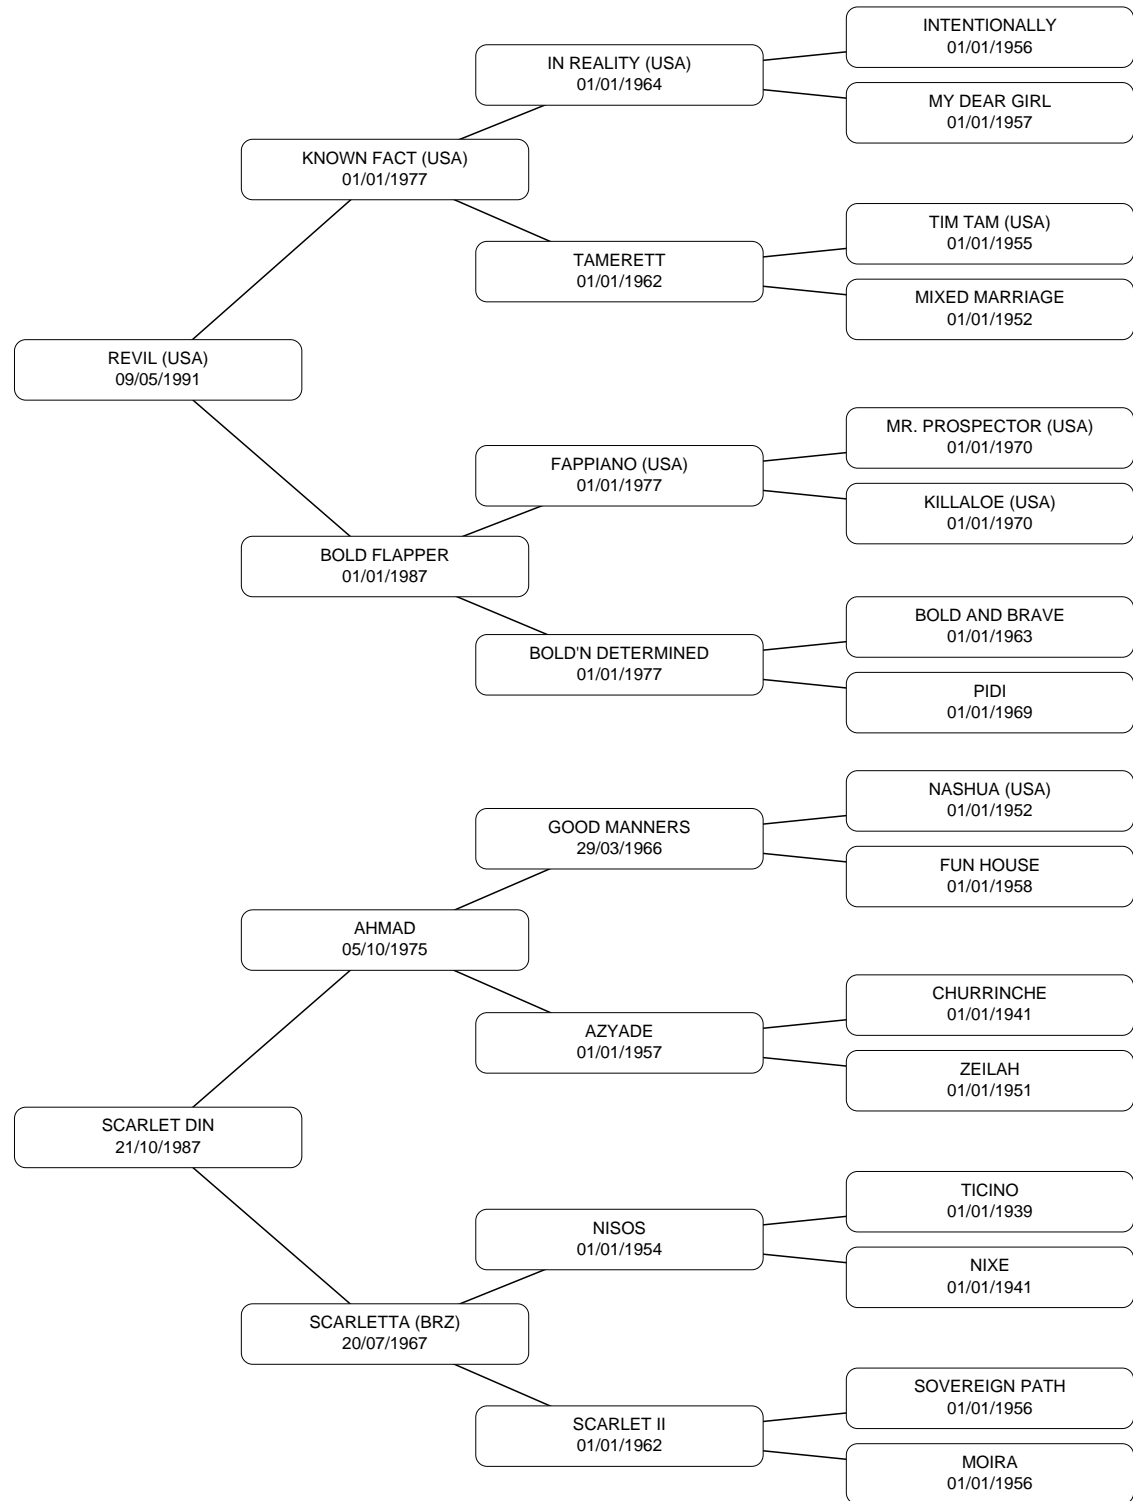 INTENTIONALLY
01/01/1956
IN REALITY (USA)
01/01/1964
MY DEAR GIRL
01/01/1957
KNOWN FACT (USA)
01/01/1977
TIM TAM (USA)
01/01/1955
TAMERETT
01/01/1962
MIXED MARRIAGE
01/01/1952
REVIL (USA)
09/05/1991
MR. PROSPECTOR (USA)
01/01/1970
FAPPIANO (USA)
01/01/1977
KILLALOE (USA)
01/01/1970
BOLD FLAPPER
01/01/1987
BOLD AND BRAVE
01/01/1963
BOLD'N DETERMINED
01/01/1977
PIDI
01/01/1969
NASHUA (USA)
01/01/1952
GOOD MANNERS
29/03/1966
FUN HOUSE
01/01/1958
AHMAD
05/10/1975
CHURRINCHE
01/01/1941
AZYADE
01/01/1957
ZEILAH
01/01/1951
SCARLET DIN
21/10/1987
TICINO
01/01/1939
NISOS
01/01/1954
NIXE
01/01/1941
SCARLETTA (BRZ)
20/07/1967
SOVEREIGN PATH
01/01/1956
SCARLET II
01/01/1962
MOIRA
01/01/1956